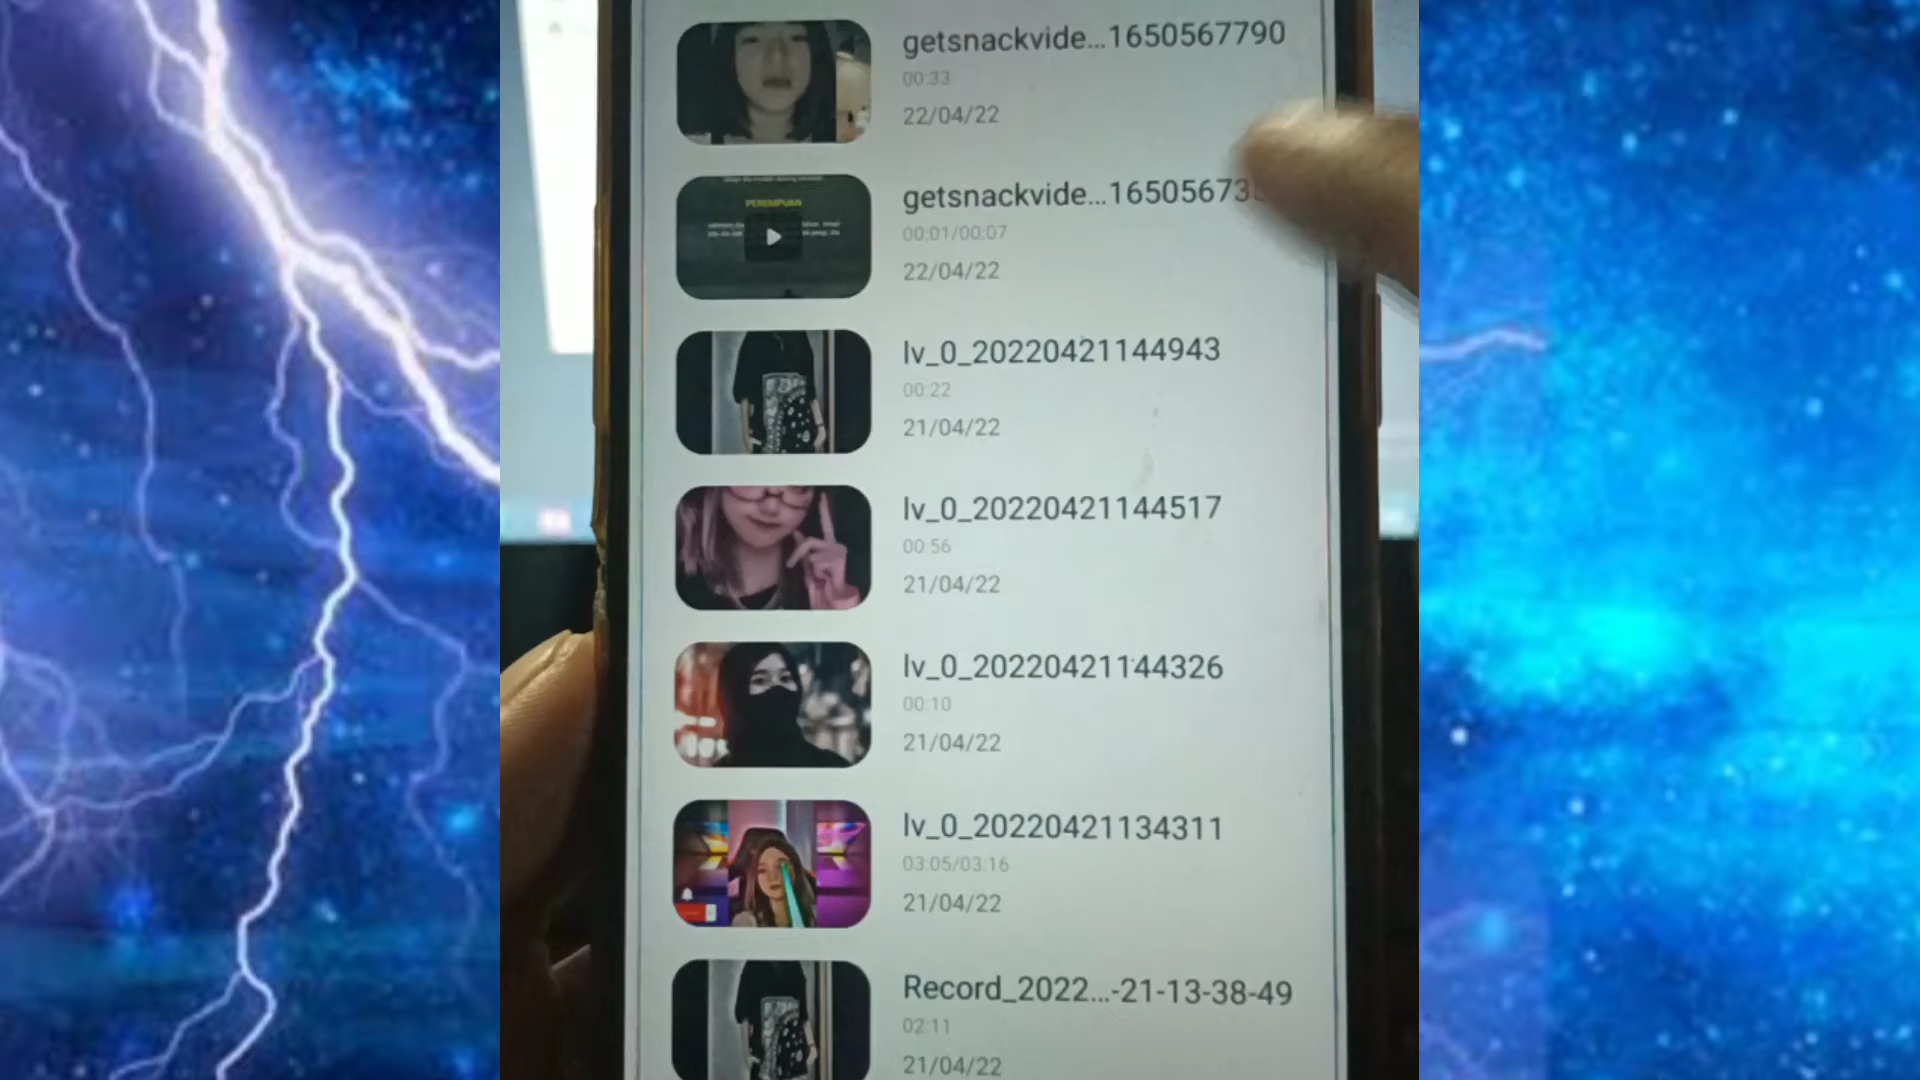 getsnackvide...1650567790
00:33
22/04/22
PEREMPUAN
getsnackvide...16505673
00:01/00:07
22/04/22
lv_0_20220421144943
00:22
21/04/22
lv_0_20220421144517
00:56
21/04/22
lv_0_20220421144326
00:10
21/04/22
lv_0_20220421134311
03:05/03:16
21/04/22
Record_2022...-21-13-38-49
02:11
21/04/22